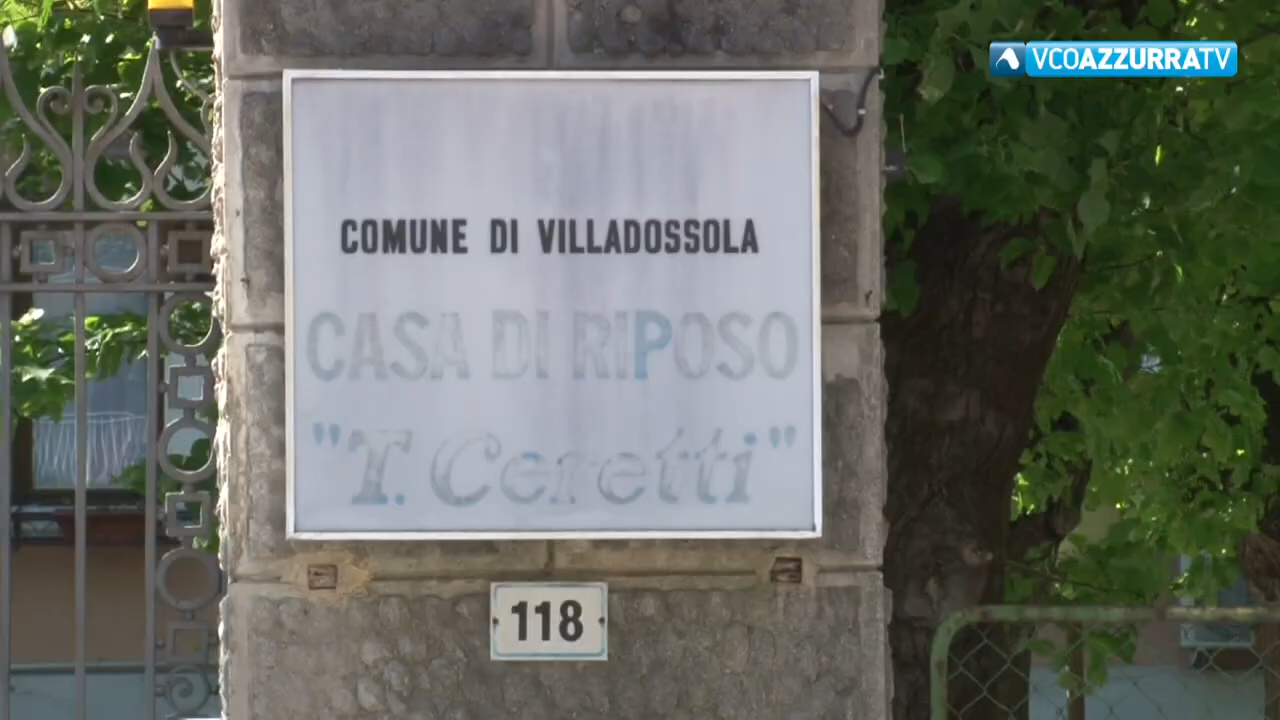 VCOAZZURRATV
COMUNE DI VILLADOSSOLA
CASA DI RIPOSO
"T. Ceretti"
118